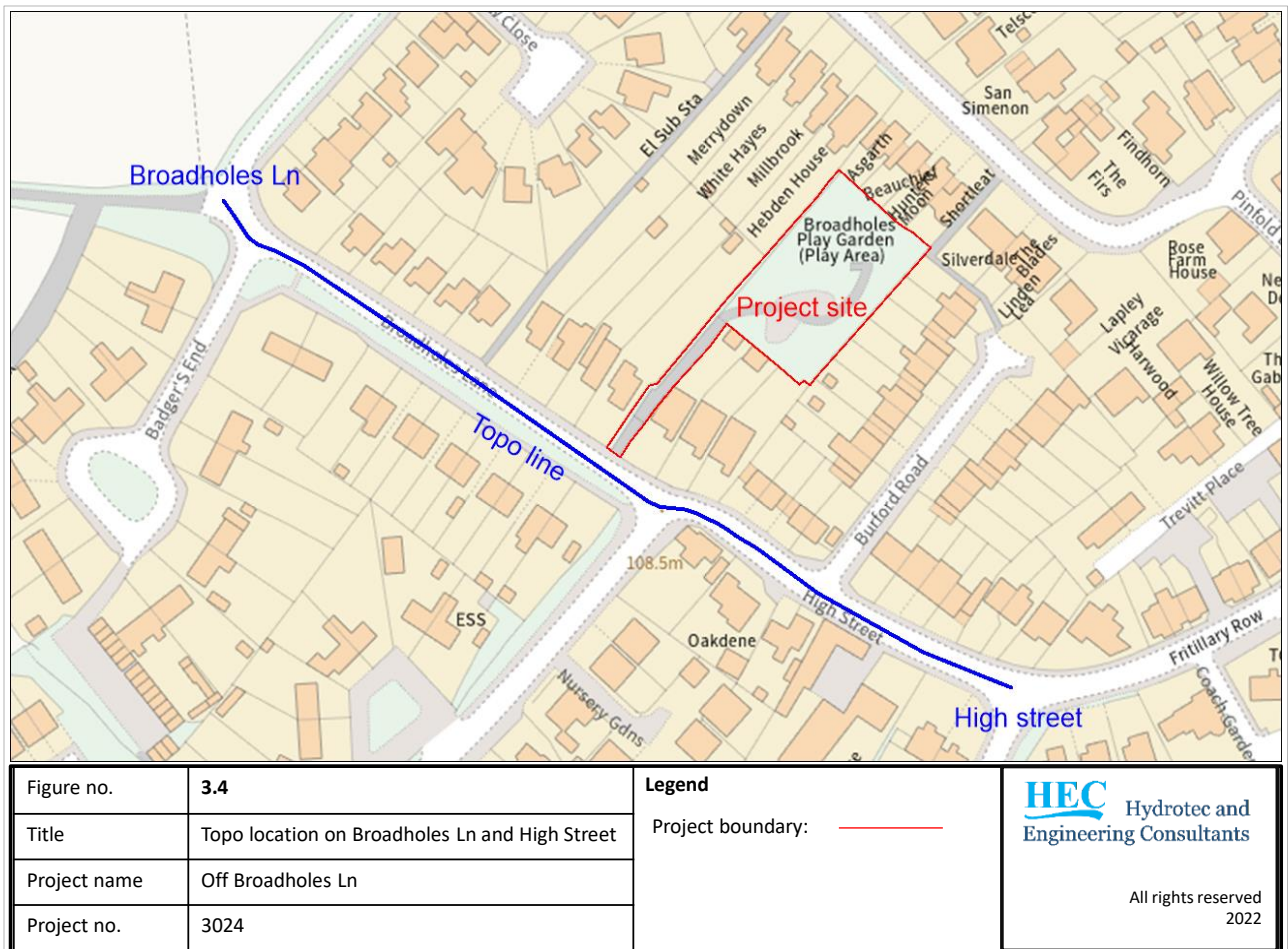 Close
Telsc
San
Simenon
El Sub Sta
Merrydown
White Hayes
Millbrook
Hebden House
Asgarth
Findhorn
The
Firs
Broadholes Ln
Hunters
Moon
Shortleat
Pinfold
Broadholes
Play Garden
(Play Area)
Silverdale
The
Blades
Linden
Lea
Rose
Farm
House
Project site
Lapley
Vicarage
Harwood
Willow Tree
House
Broadholes Lane
Badger'S End
Topo line
Burford Road
Trevitt Place
108.5m
High Street
ESS
Oakdene
Fritillary Row
Nursery Gdns
High street
Figure no.
3.4
Title
Topo location on Broadholes Ln and High Street
Project name
Off Broadholes Ln
Project no.
3024
Legend
Project boundary:
HEC Hydrotec and
Engineering Consultants
All rights reserved
2022